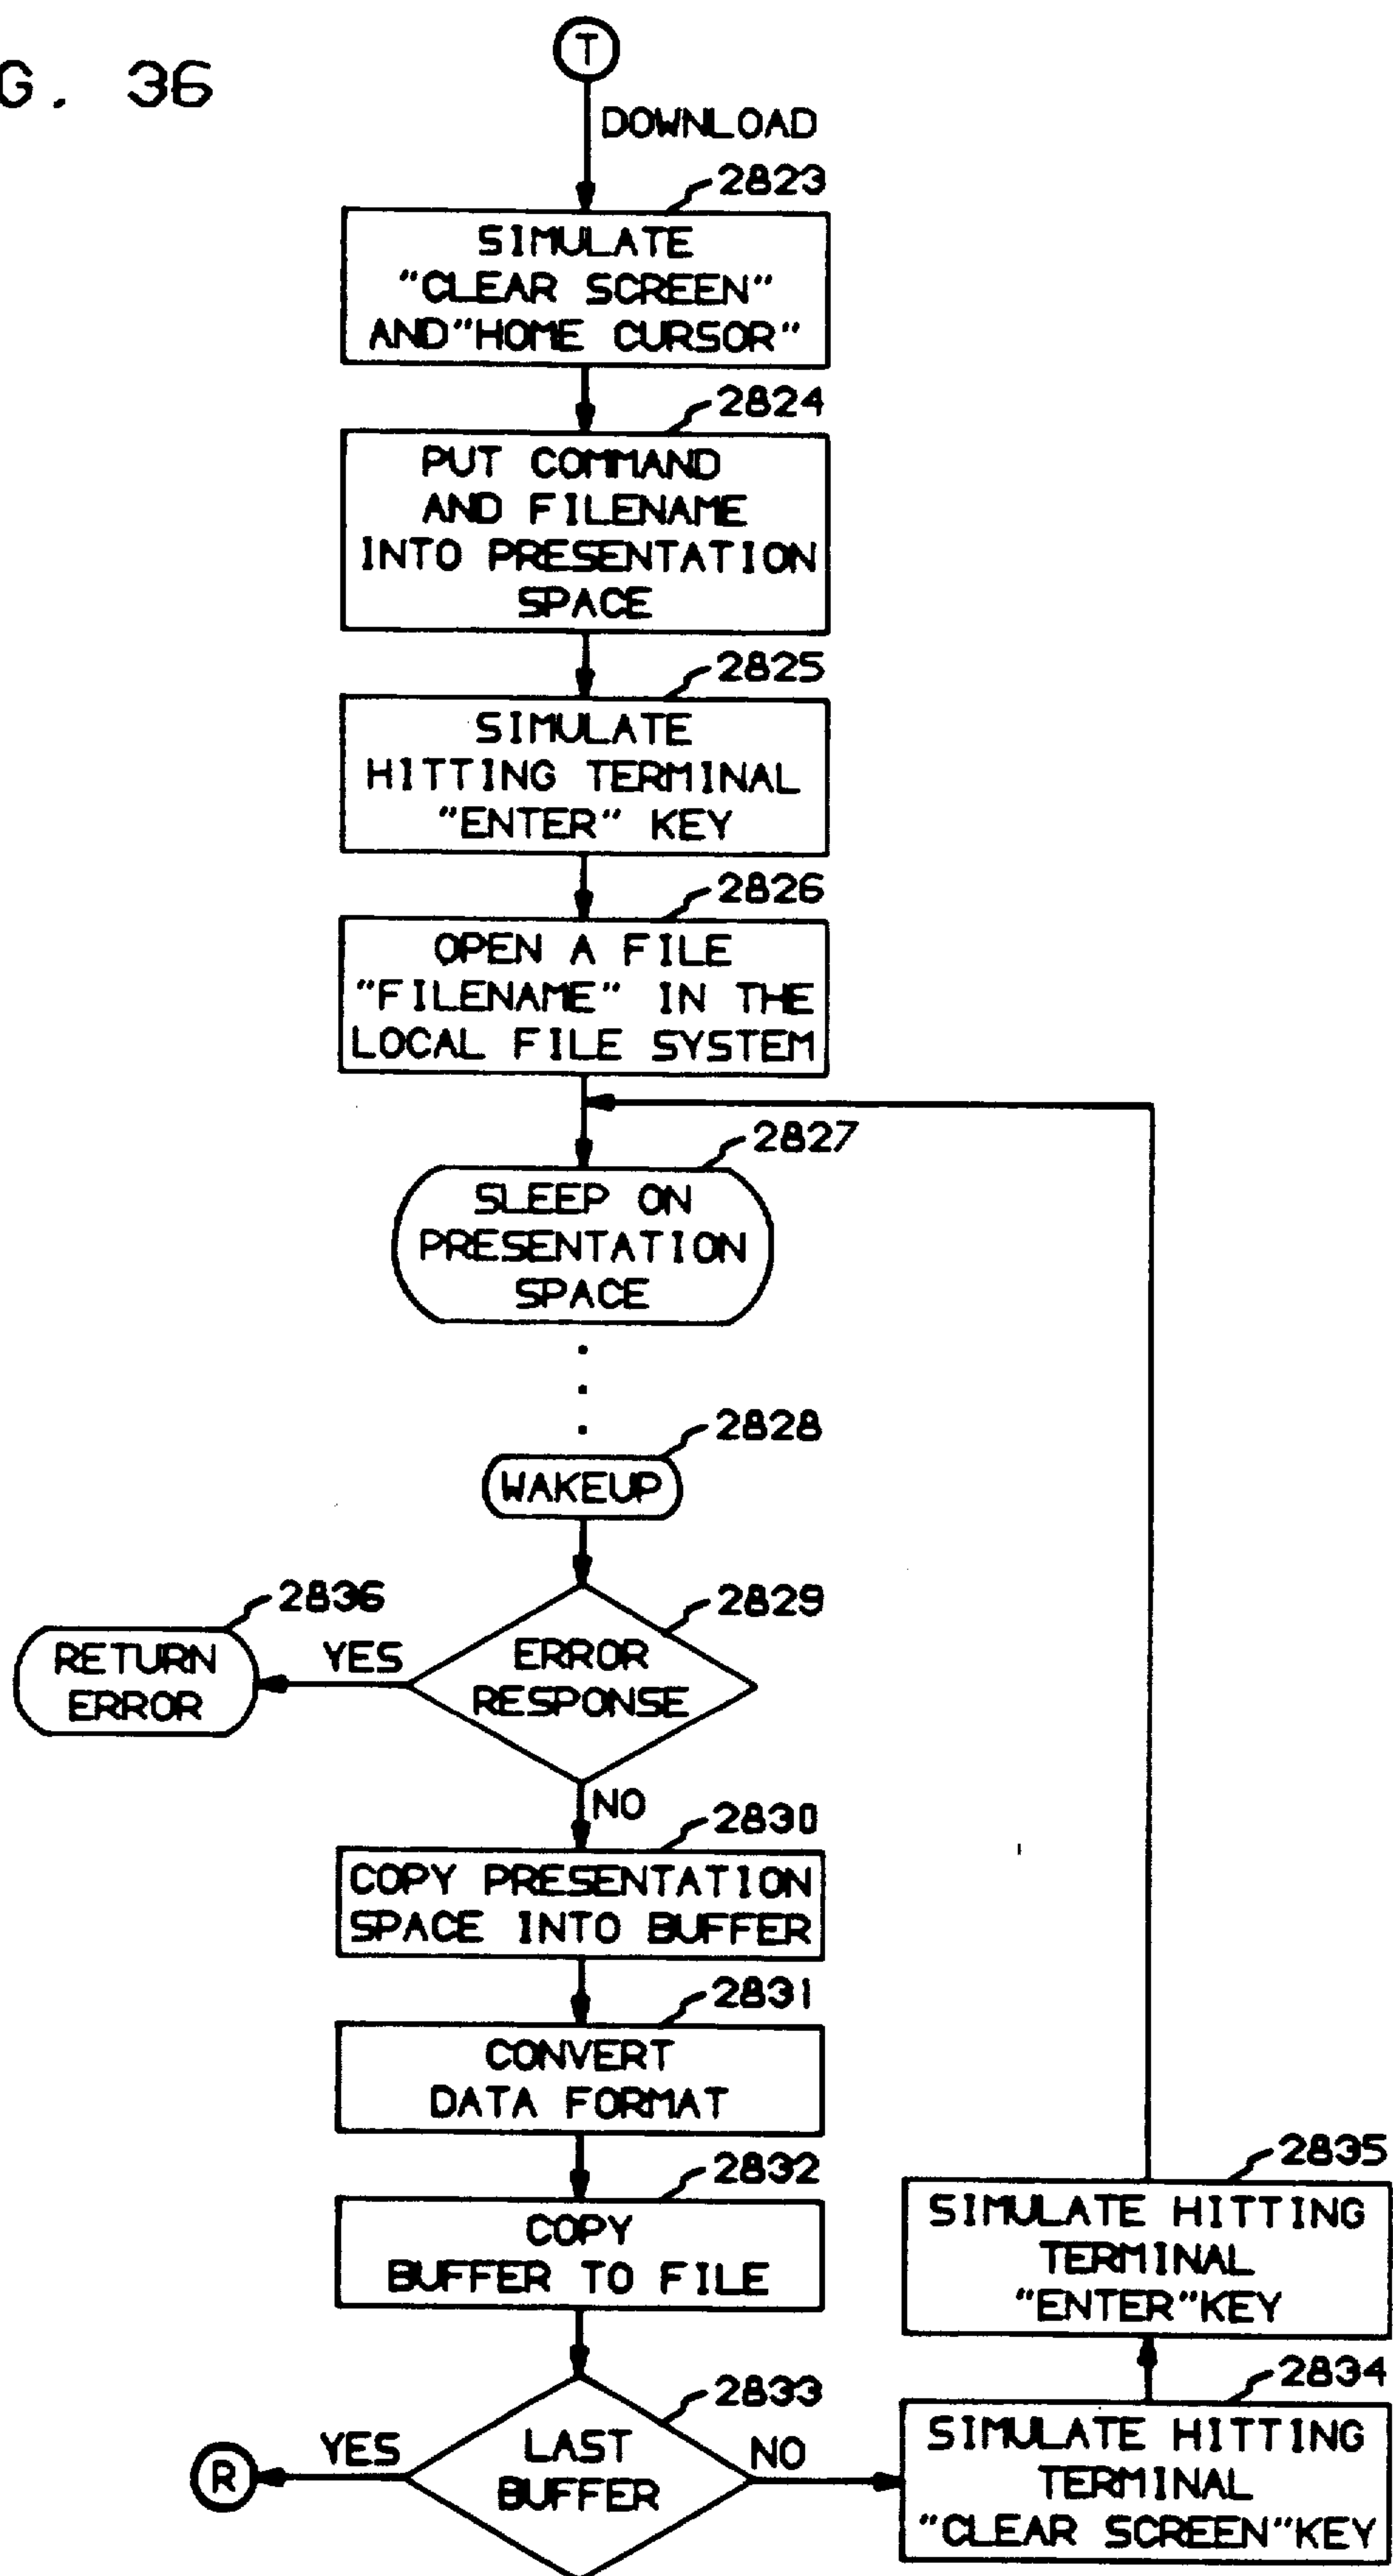 G. 36
T
DOWNLOAD
2823
SIMULATE
"CLEAR SCREEN"
AND"HOME CURSOR"
2824
PUT COMMAND
AND FILENAME
INTO PRESENTATION
SPACE
2825
SIMULATE
HITTING TERMINAL
"ENTER" KEY
2826
OPEN A FILE
"FILENAME" IN THE
LOCAL FILE SYSTEM
2827
SLEEP ON
PRESENTATION
SPACE
2828
WAKEUP
2829
ERROR
RESPONSE
YES
2836
RETURN
ERROR
NO
2830
COPY PRESENTATION
SPACE INTO BUFFER
2831
CONVERT
DATA FORMAT
2832
COPY
BUFFER TO FILE
2833
LAST
BUFFER
YES
R
NO
2834
SIMULATE HITTING
TERMINAL
"CLEAR SCREEN"KEY
2835
SIMULATE HITTING
TERMINAL
"ENTER"KEY